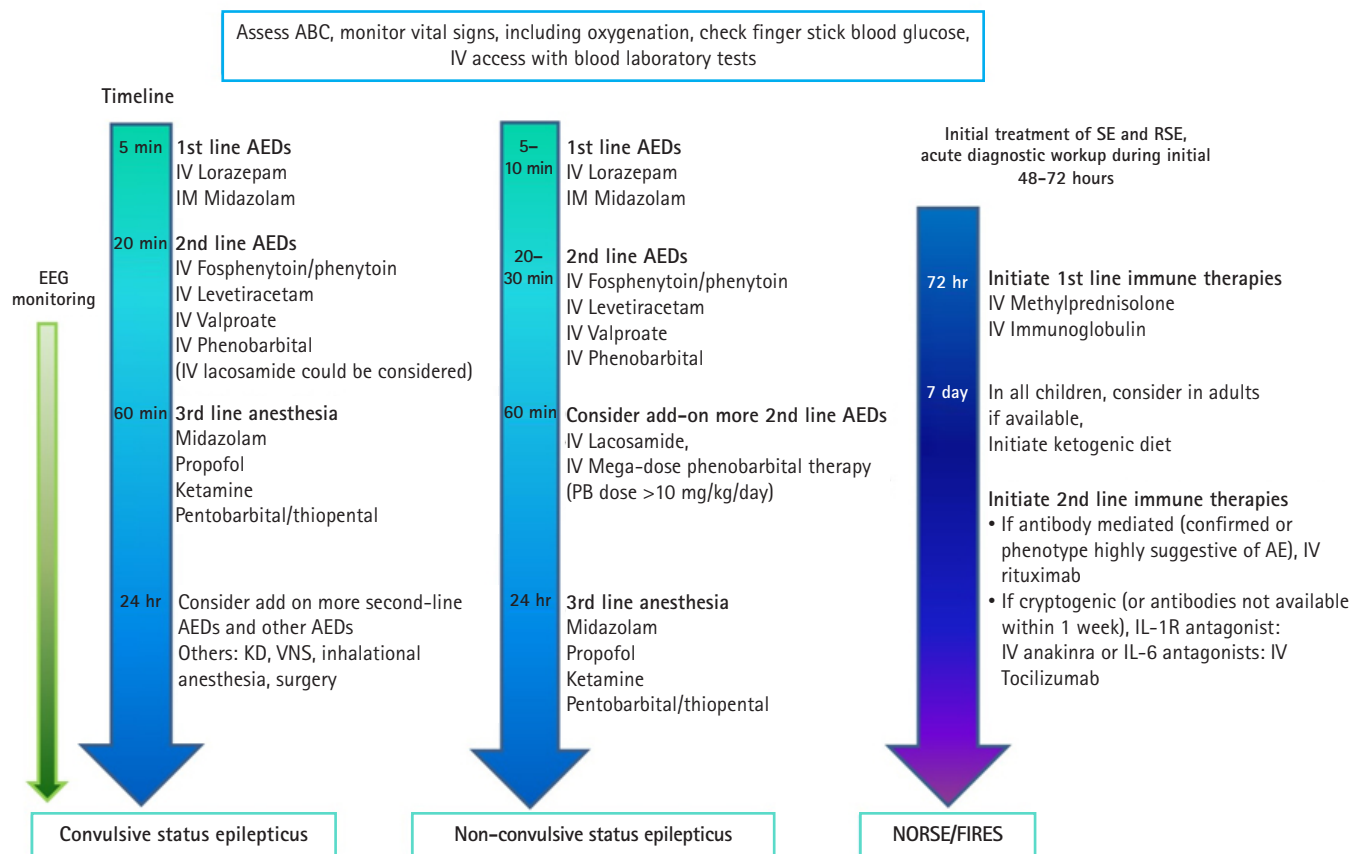 Assess ABC, monitor vital signs, including oxygenation, check finger stick blood glucose,
IV access with blood laboratory tests
Timeline
EEG
monitoring
5 min
1st line AEDs
IV Lorazepam
IM Midazolam
20 min
2nd line AEDs
IV Fosphenytoin/phenytoin
IV Levetiracetam
IV Valproate
IV Phenobarbital
(IV lacosamide could be considered)
60 min
3rd line anesthesia
Midazolam
Propofol
Ketamine
Pentobarbital/thiopental
24 hr
Consider add on more second-line
AEDs and other AEDs
Others: KD, VNS, inhalational
anesthesia, surgery
Convulsive status epilepticus
5–
10 min
1st line AEDs
IV Lorazepam
IM Midazolam
20–
30 min
2nd line AEDs
IV Fosphenytoin/phenytoin
IV Levetiracetam
IV Valproate
IV Phenobarbital
60 min
Consider add-on more 2nd line AEDs
IV Lacosamide,
IV Mega-dose phenobarbital therapy
(PB dose >10 mg/kg/day)
24 hr
3rd line anesthesia
Midazolam
Propofol
Ketamine
Pentobarbital/thiopental
Non-convulsive status epilepticus
Initial treatment of SE and RSE,
acute diagnostic workup during initial
48–72 hours
72 hr
Initiate 1st line immune therapies
IV Methylprednisolone
IV Immunoglobulin
7 day
In all children, consider in adults
if available,
Initiate ketogenic diet
Initiate 2nd line immune therapies
• If antibody mediated (confirmed or
phenotype highly suggestive of AE), IV
rituximab
• If cryptogenic (or antibodies not available
within 1 week), IL-1R antagonist:
IV anakinra or IL-6 antagonists: IV
Tocilizumab
NORSE/FIRES